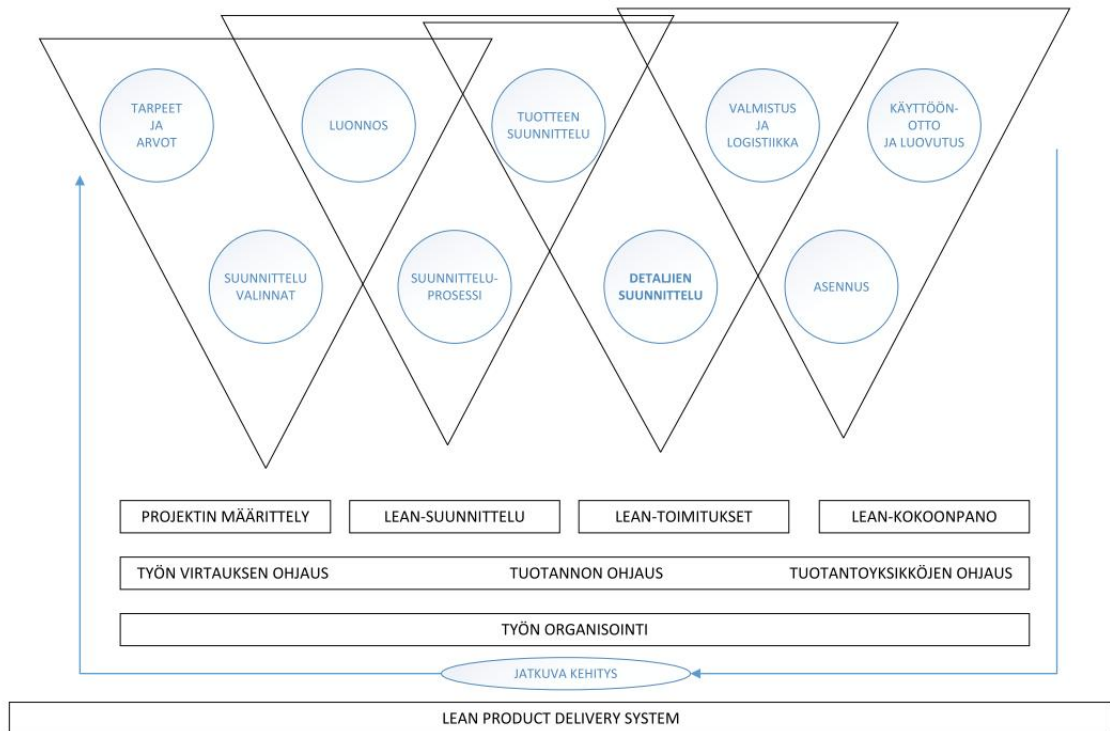 TARPEET
JA
ARVOT
LUONNOS
TUOTTEEN
SUUNNITTELU
VALMISTUS
JA
LOGISTIIKKA
KÄYTTÖÖN-
OTTO
JA LUOVUTUS
SUUNNITTELU
VALINNAT
SUUNNITTELU-
PROSESSI
DETALJIEN
SUUNNITTELU
ASENNUS
PROJEKTIN MÄÄRITTELY
LEAN-SUUNNITTELU
LEAN-TOIMITUKSET
LEAN-KOKOONPANO
TYÖN VIRTAUKSEN OHJAUS
TUOTANNON OHJAUS
TUOTANTOYKSIKKÖJEN OHJAUS
TYÖN ORGANISOINTI
JATKUVA KEHITYS
LEAN PRODUCT DELIVERY SYSTEM